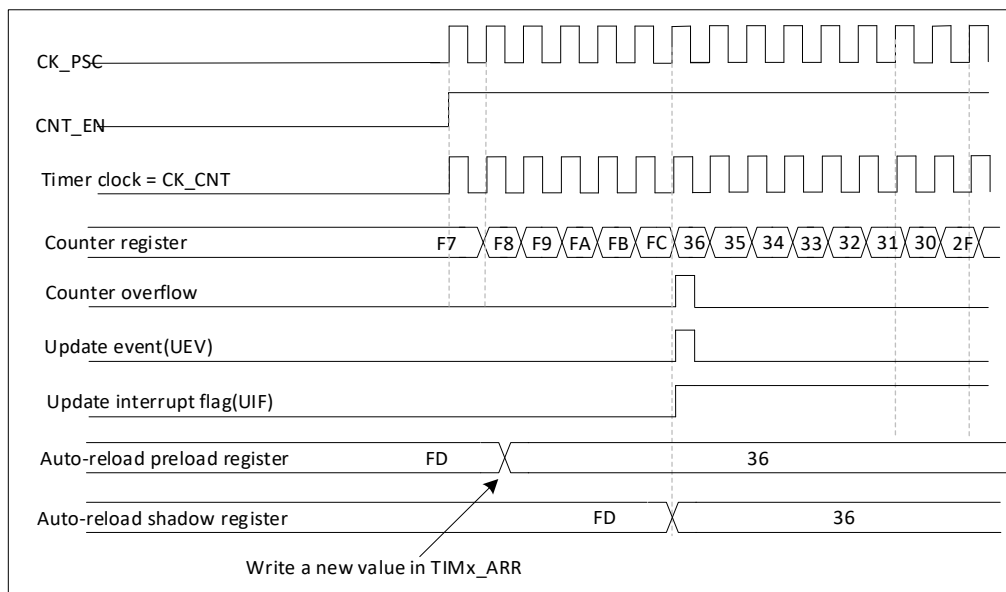 CK_PSC
CNT_EN
Timer clock = CK_CNT
Counter register F7 F8 F9 FA FB FC 36 35 34 33 32 31 30 2F
Counter overflow
Update event(UEV)
Update interrupt flag(UIF)
Auto-reload preload register FD 36
Auto-reload shadow register FD 36
Write a new value in TIMx_ARR